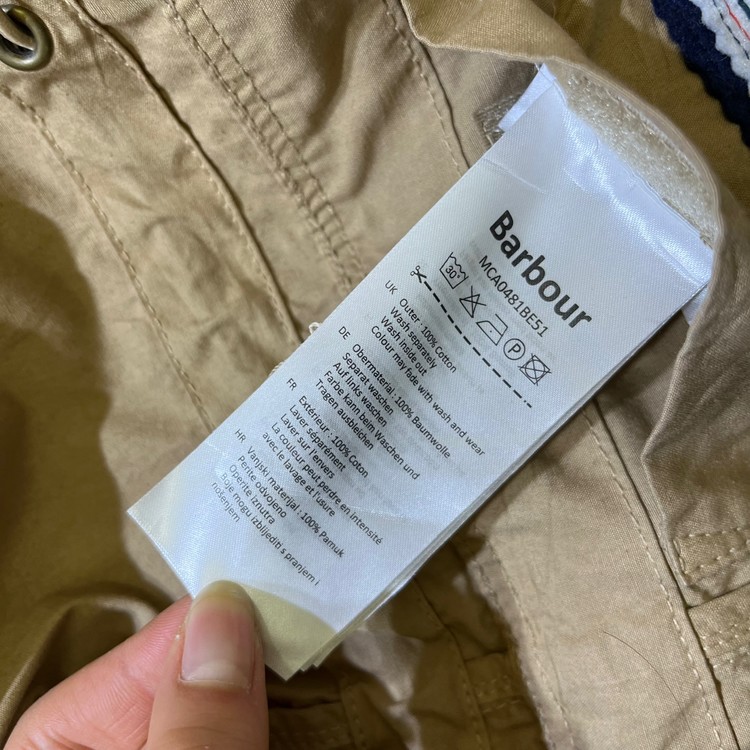 Barbour
MCA0481BE51
30°
P
UK
Outer : 100% Cotton
Wash separately
Wash inside out
Colour may fade with wash and wear
DE
Obermaterial: 100% Baumwolle
Separat waschen
Auf links waschen
Farbe kann beim Waschen und
Tragen ausbleichen
FR
Extérieur : 100% Coton
Laver séparément
Laver sur l'envers
La couleur peut perdre en intensité
avec le lavage et l'usure
HR
Vanjski materijal : 100% Pamuk
Perite odvojeno
Operite iznutra
Boje mogu izblijediti s pranjem i
nošenjem